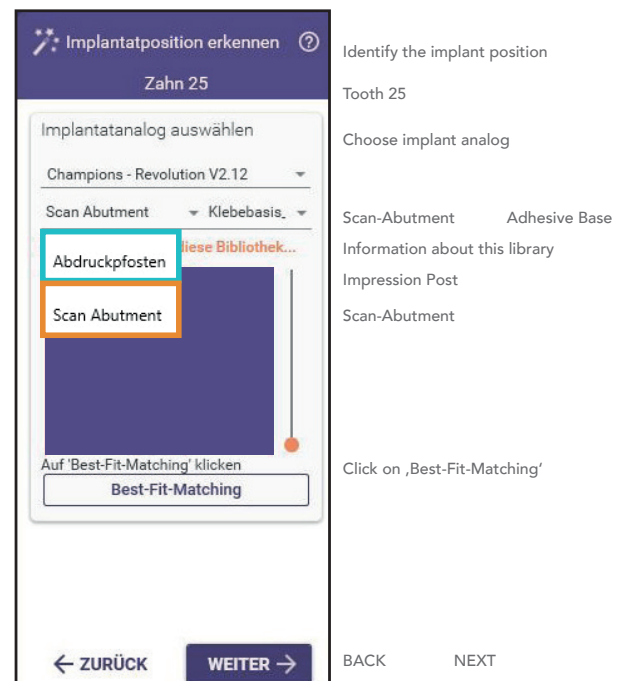 Implantatposition erkennen ?
Identify the implant position
Zahn 25
Tooth 25
Implantatanalog auswählen
Choose implant analog
Champions - Revolution V2.12
Scan Abutment Klebebasis_
Scan-Abutment Adhesive Base
diese Bibliothek...
Information about this library
Abdruckpfosten
Impression Post
Scan Abutment
Scan-Abutment
Auf 'Best-Fit-Matching' klicken
Click on ‚Best-Fit-Matching‘
Best-Fit-Matching
← ZURÜCK WEITER →
BACK NEXT